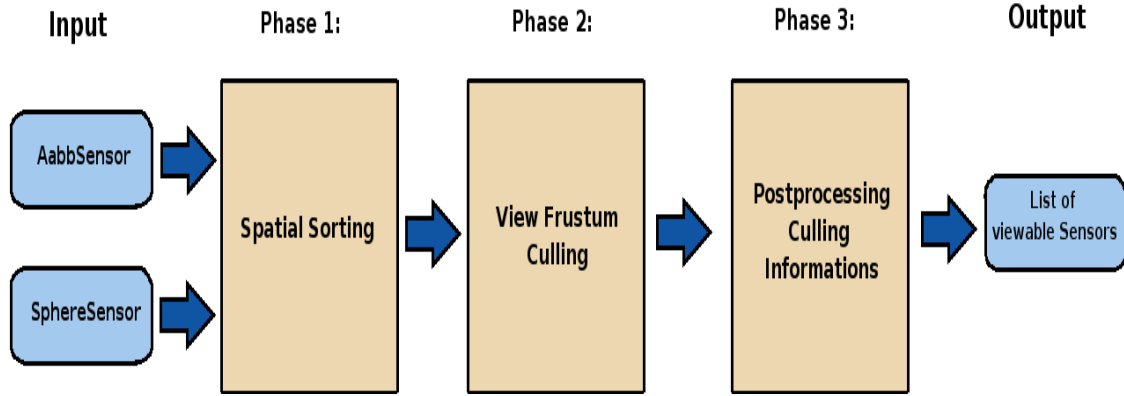 Input
Phase 1:
Phase 2:
Phase 3:
Output
AabbSensor
SphereSensor
Spatial Sorting
View Frustum
Culling
Postprocessing
Culling
Informations
List of
viewable Sensors